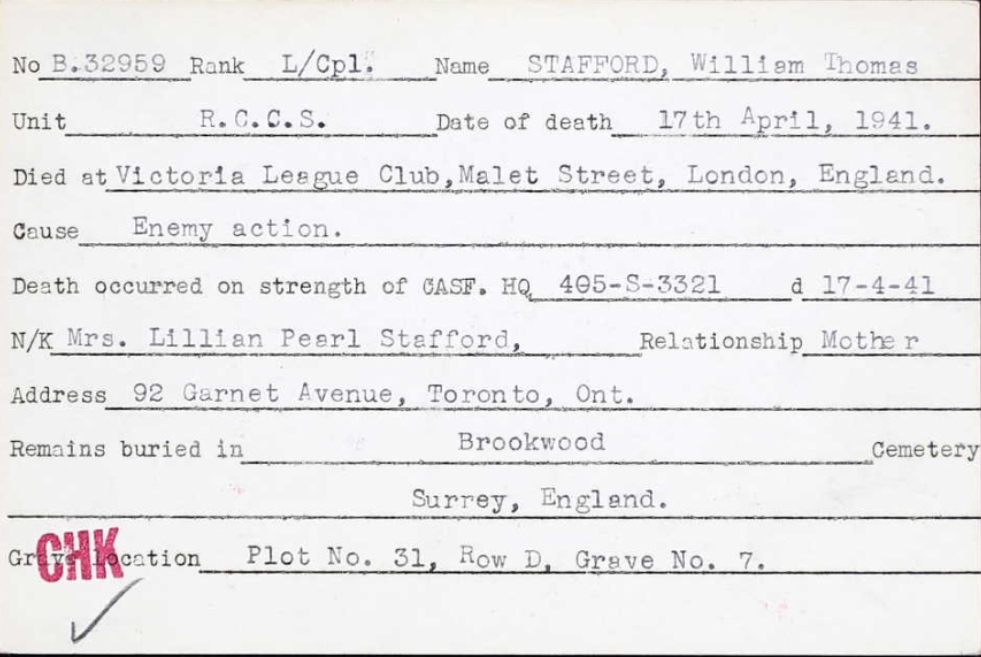 No B.32959 Rank L/Cpl. Name STAFFORD, William Thomas
Unit R.C.C.S. Date of death 17th April, 1941.
Died at Victoria League Club, Malet Street, London, England.
Cause Enemy action.
Death occurred on strength of CASF. HQ 405-S-3321 d 17-4-41
N/K Mrs. Lillian Pearl Stafford, Relationship Mother
Address 92 Garnet Avenue, Toronto, Ont.
Remains buried in Brookwood Cemetery
Surrey, England.
Grave Location Plot No. 31, Row D, Grave No. 7.
CHK